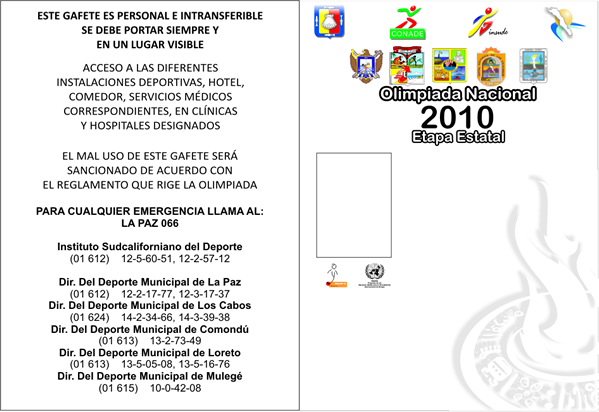 ESTE GAFETE ES PERSONAL E INTRANSFERIBLE
SE DEBE PORTAR SIEMPRE Y
EN UN LUGAR VISIBLE
ACCESO A LAS DIFERENTES
INSTALACIONES DEPORTIVAS, HOTEL,
COMEDOR, SERVICIOS MÉDICOS
CORRESPONDIENTES, EN CLÍNICAS
Y HOSPITALES DESIGNADOS
EL MAL USO DE ESTE GAFETE SERÁ
SANCIONADO DE ACUERDO CON
EL REGLAMENTO QUE RIGE LA OLIMPIADA
PARA CUALQUIER EMERGENCIA LLAMA AL:
LA PAZ 066
Instituto Sudcaliforniano del Deporte
(01 612) 12-5-60-51, 12-2-57-12
Dir. Del Deporte Municipal de La Paz
(01 612) 12-2-17-77, 12-3-17-37
Dir. Del Deporte Municipal de Los Cabos
(01 624) 14-2-34-66, 14-3-39-38
Dir. Del Deporte Municipal de Comondú
(01 613) 13-2-73-49
Dir. Del Deporte Municipal de Loreto
(01 613) 13-5-05-08, 13-5-16-76
Dir. Del Deporte Municipal de Mulegé
(01 615) 10-0-42-08
CONADE
insude
Olimpiada Nacional
2010
Etapa Estatal